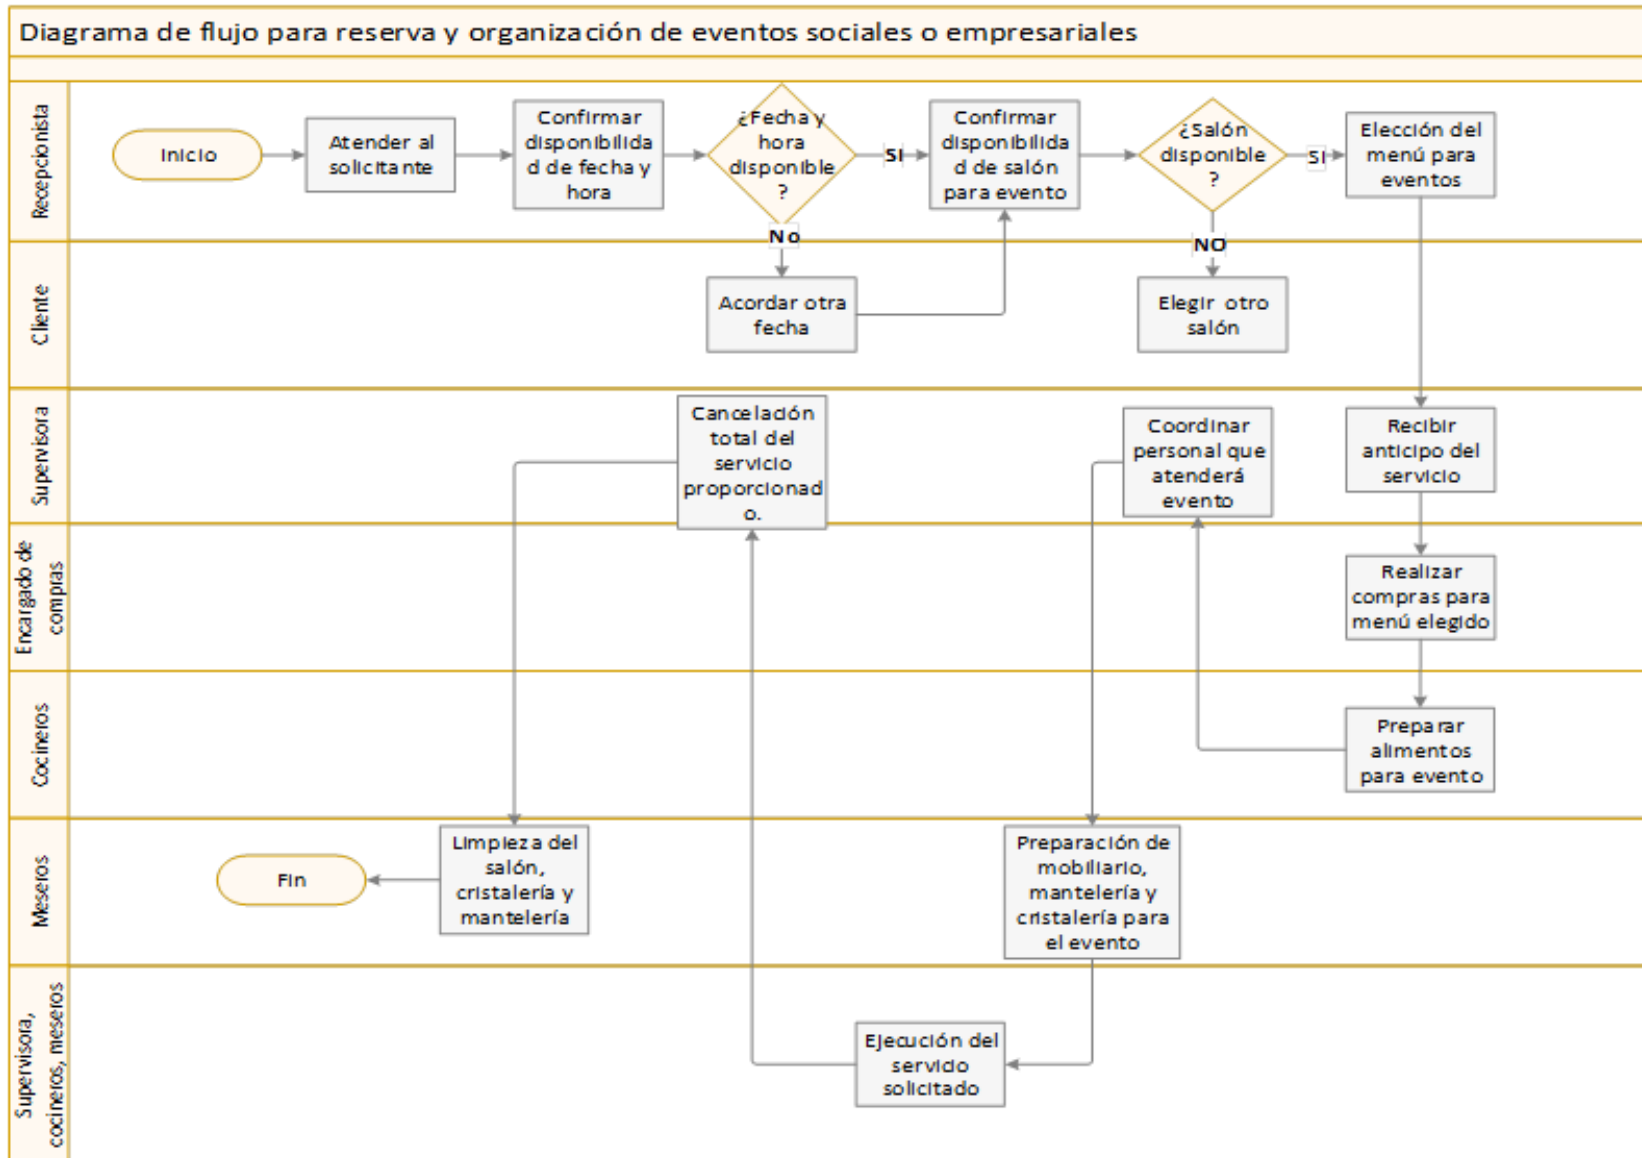 Diagrama de flujo para reserva y organización de eventos sociales o empresariales
Recepcionista
Inicio
Atender al
solicitante
Confirmar
disponibilida
d de fecha y
hora
¿Fecha y
hora
disponible
?
SI
Confirmar
disponibilida
d de salón
para evento
¿Salón
disponible
?
SI
Elección del
menú para
eventos
No
NO
Cliente
Acordar otra
fecha
Elegir otro
salón
Supervisora
Cancelación
total del
servicio
proporcionad
o.
Coordinar
personal que
atenderá
evento
Recibir
anticipo del
servicio
Encargado de
compras
Realizar
compras para
menú elegido
Cocineros
Preparar
alimentos
para evento
Meseros
Fin
Limpieza del
salón,
cristalería y
mantelería
Preparación de
mobiliario,
mantelería y
cristalería para
el evento
Supervisora,
cocineros, meseros
Ejecución del
servicio
solicitado